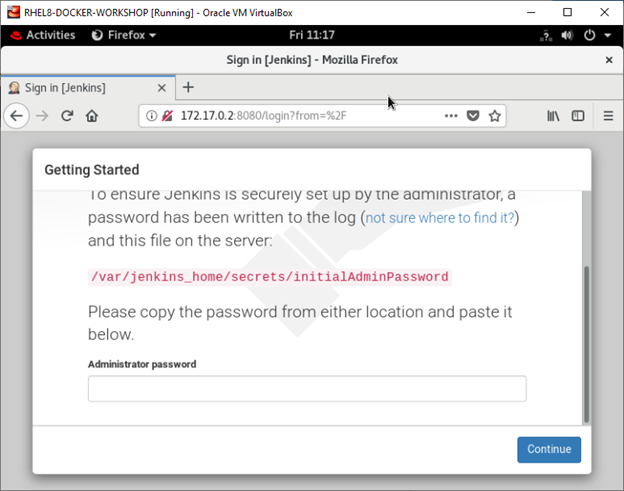 RHEL8-DOCKER-WORKSHOP [Running] - Oracle VM VirtualBox
Activities Firefox Fri 11:17
Sign in [Jenkins] - Mozilla Firefox
Sign in [Jenkins]
172.17.0.2:8080/login?from=%2F
Getting Started
To ensure Jenkins is securely set up by the administrator, a
password has been written to the log (not sure where to find it?)
and this file on the server:
/var/jenkins_home/secrets/initialAdminPassword
Please copy the password from either location and paste it
below.
Administrator password
Continue